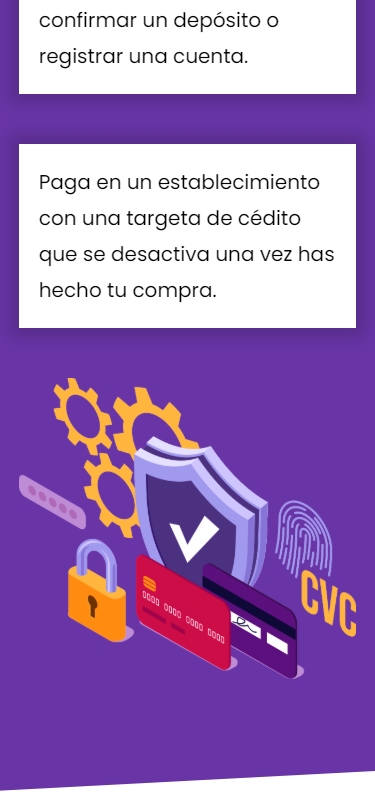 confirmar un depósito o
registrar una cuenta.
Paga en un establecimiento
con una targeta de cédito
que se desactiva una vez has
hecho tu compra.
0000 0000 0000 0000
CVC